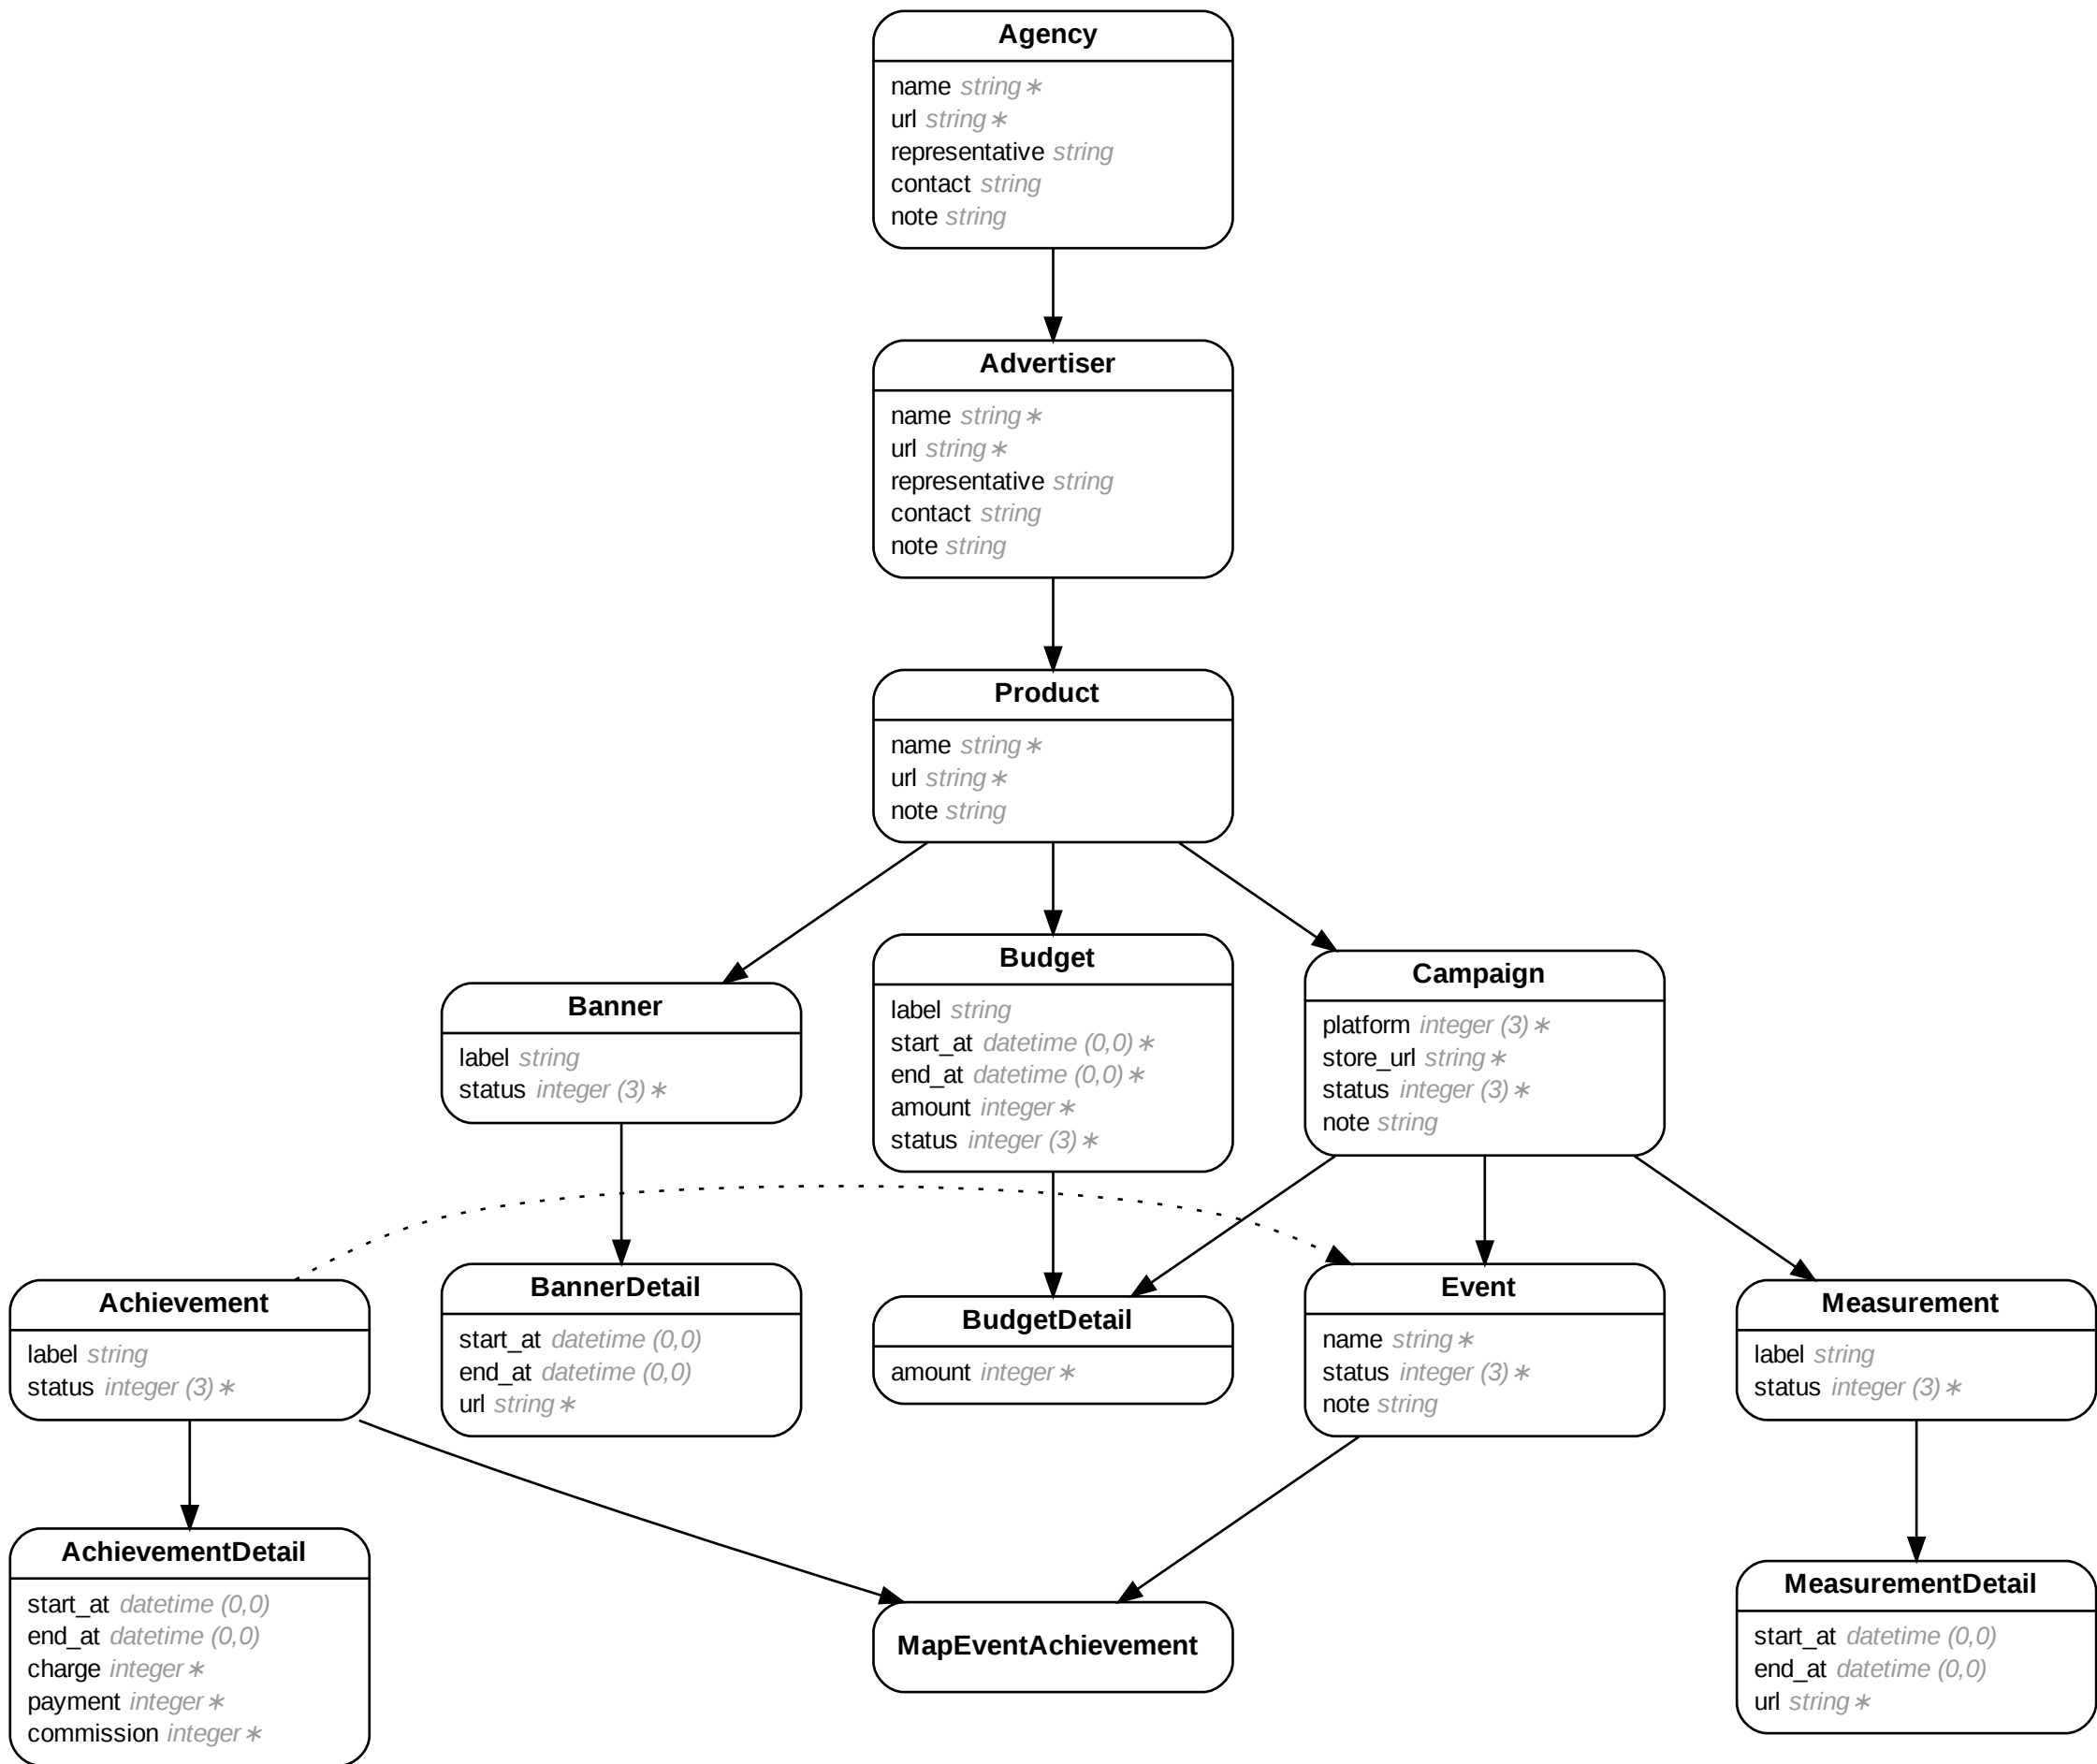 Agency
name string∗
url string∗
representative string
contact string
note string
Advertiser
name string∗
url string∗
representative string
contact string
note string
Product
name string∗
url string∗
note string
Banner
label string
status integer (3)∗
Budget
label string
start_at datetime (0,0)∗
end_at datetime (0,0)∗
amount integer∗
status integer (3)∗
Campaign
platform integer (3)∗
store_url string∗
status integer (3)∗
note string
Achievement
label string
status integer (3)∗
BannerDetail
start_at datetime (0,0)
end_at datetime (0,0)
url string∗
BudgetDetail
amount integer∗
Event
name string∗
status integer (3)∗
note string
Measurement
label string
status integer (3)∗
AchievementDetail
start_at datetime (0,0)
end_at datetime (0,0)
charge integer∗
payment integer∗
commission integer∗
MapEventAchievement
MeasurementDetail
start_at datetime (0,0)
end_at datetime (0,0)
url string∗